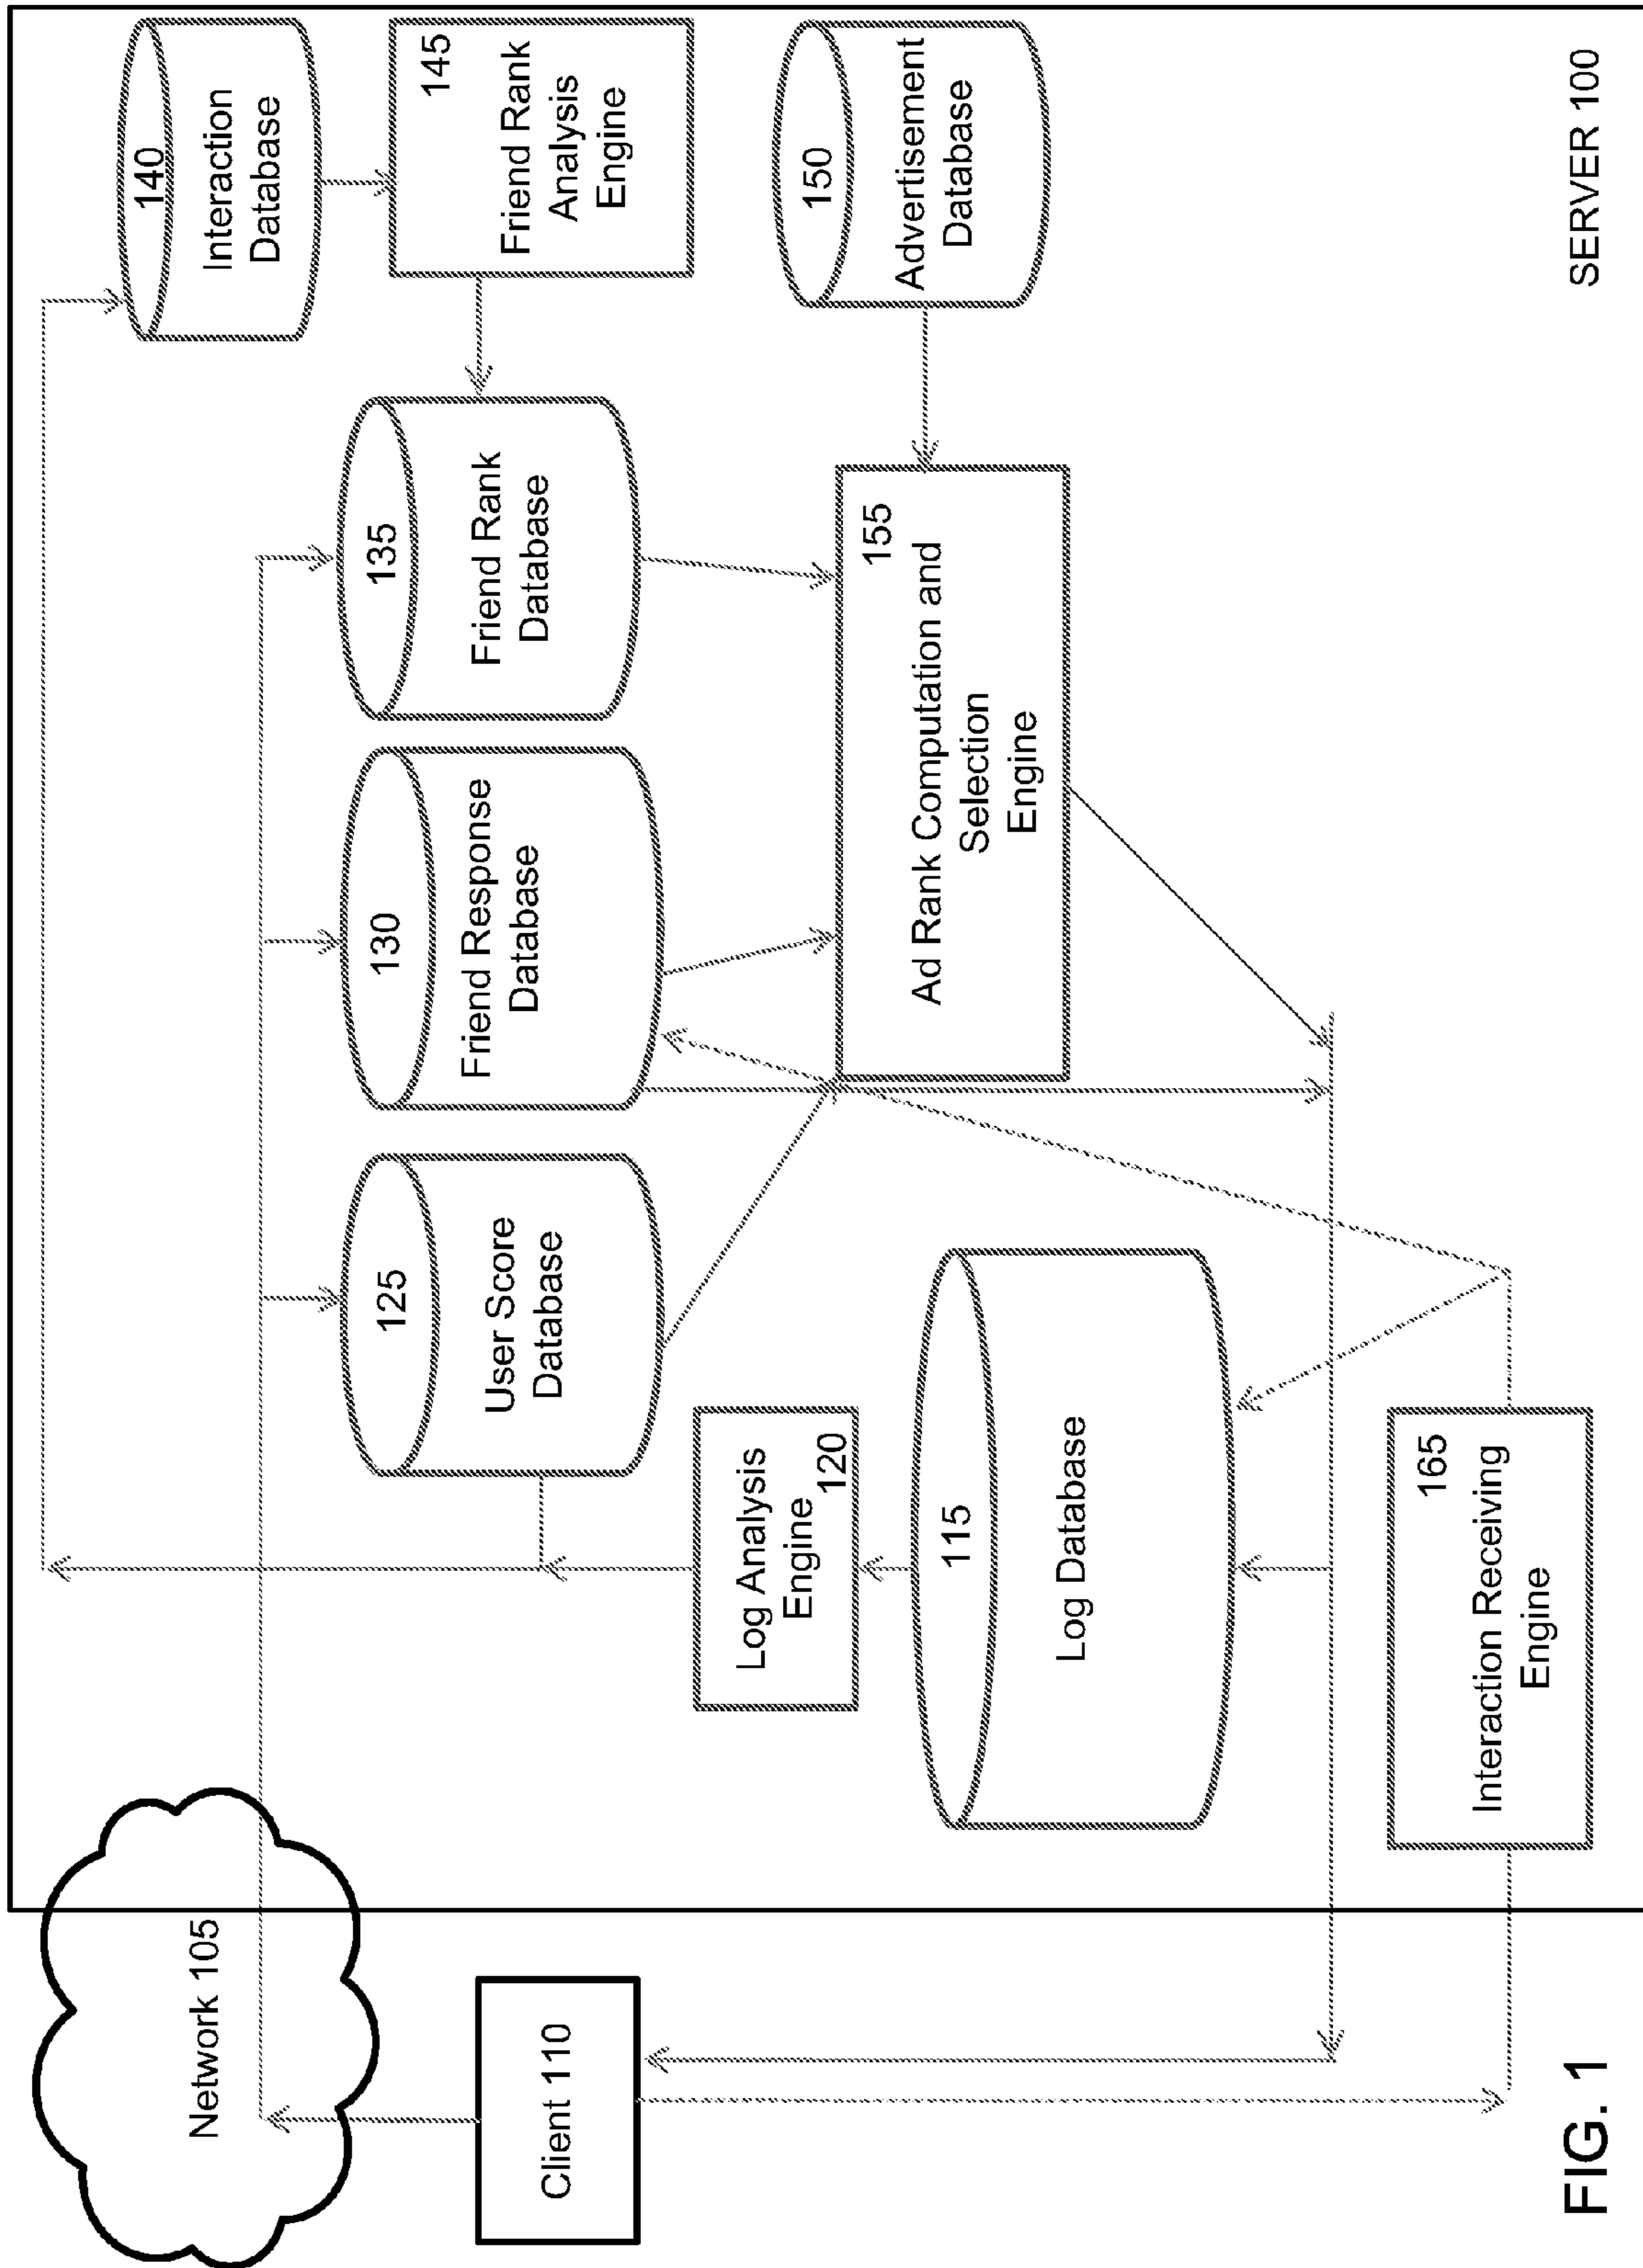 Network 105
Client 110
140
Interaction
Database
145
Friend Rank
Analysis
Engine
125
User Score
Database
130
Friend Response
Database
135
Friend Rank
Database
Log Analysis
Engine
120
155
Ad Rank Computation and
Selection
Engine
150
Advertisement
Database
115
Log Database
165
Interaction Receiving
Engine
SERVER 100
FIG. 1